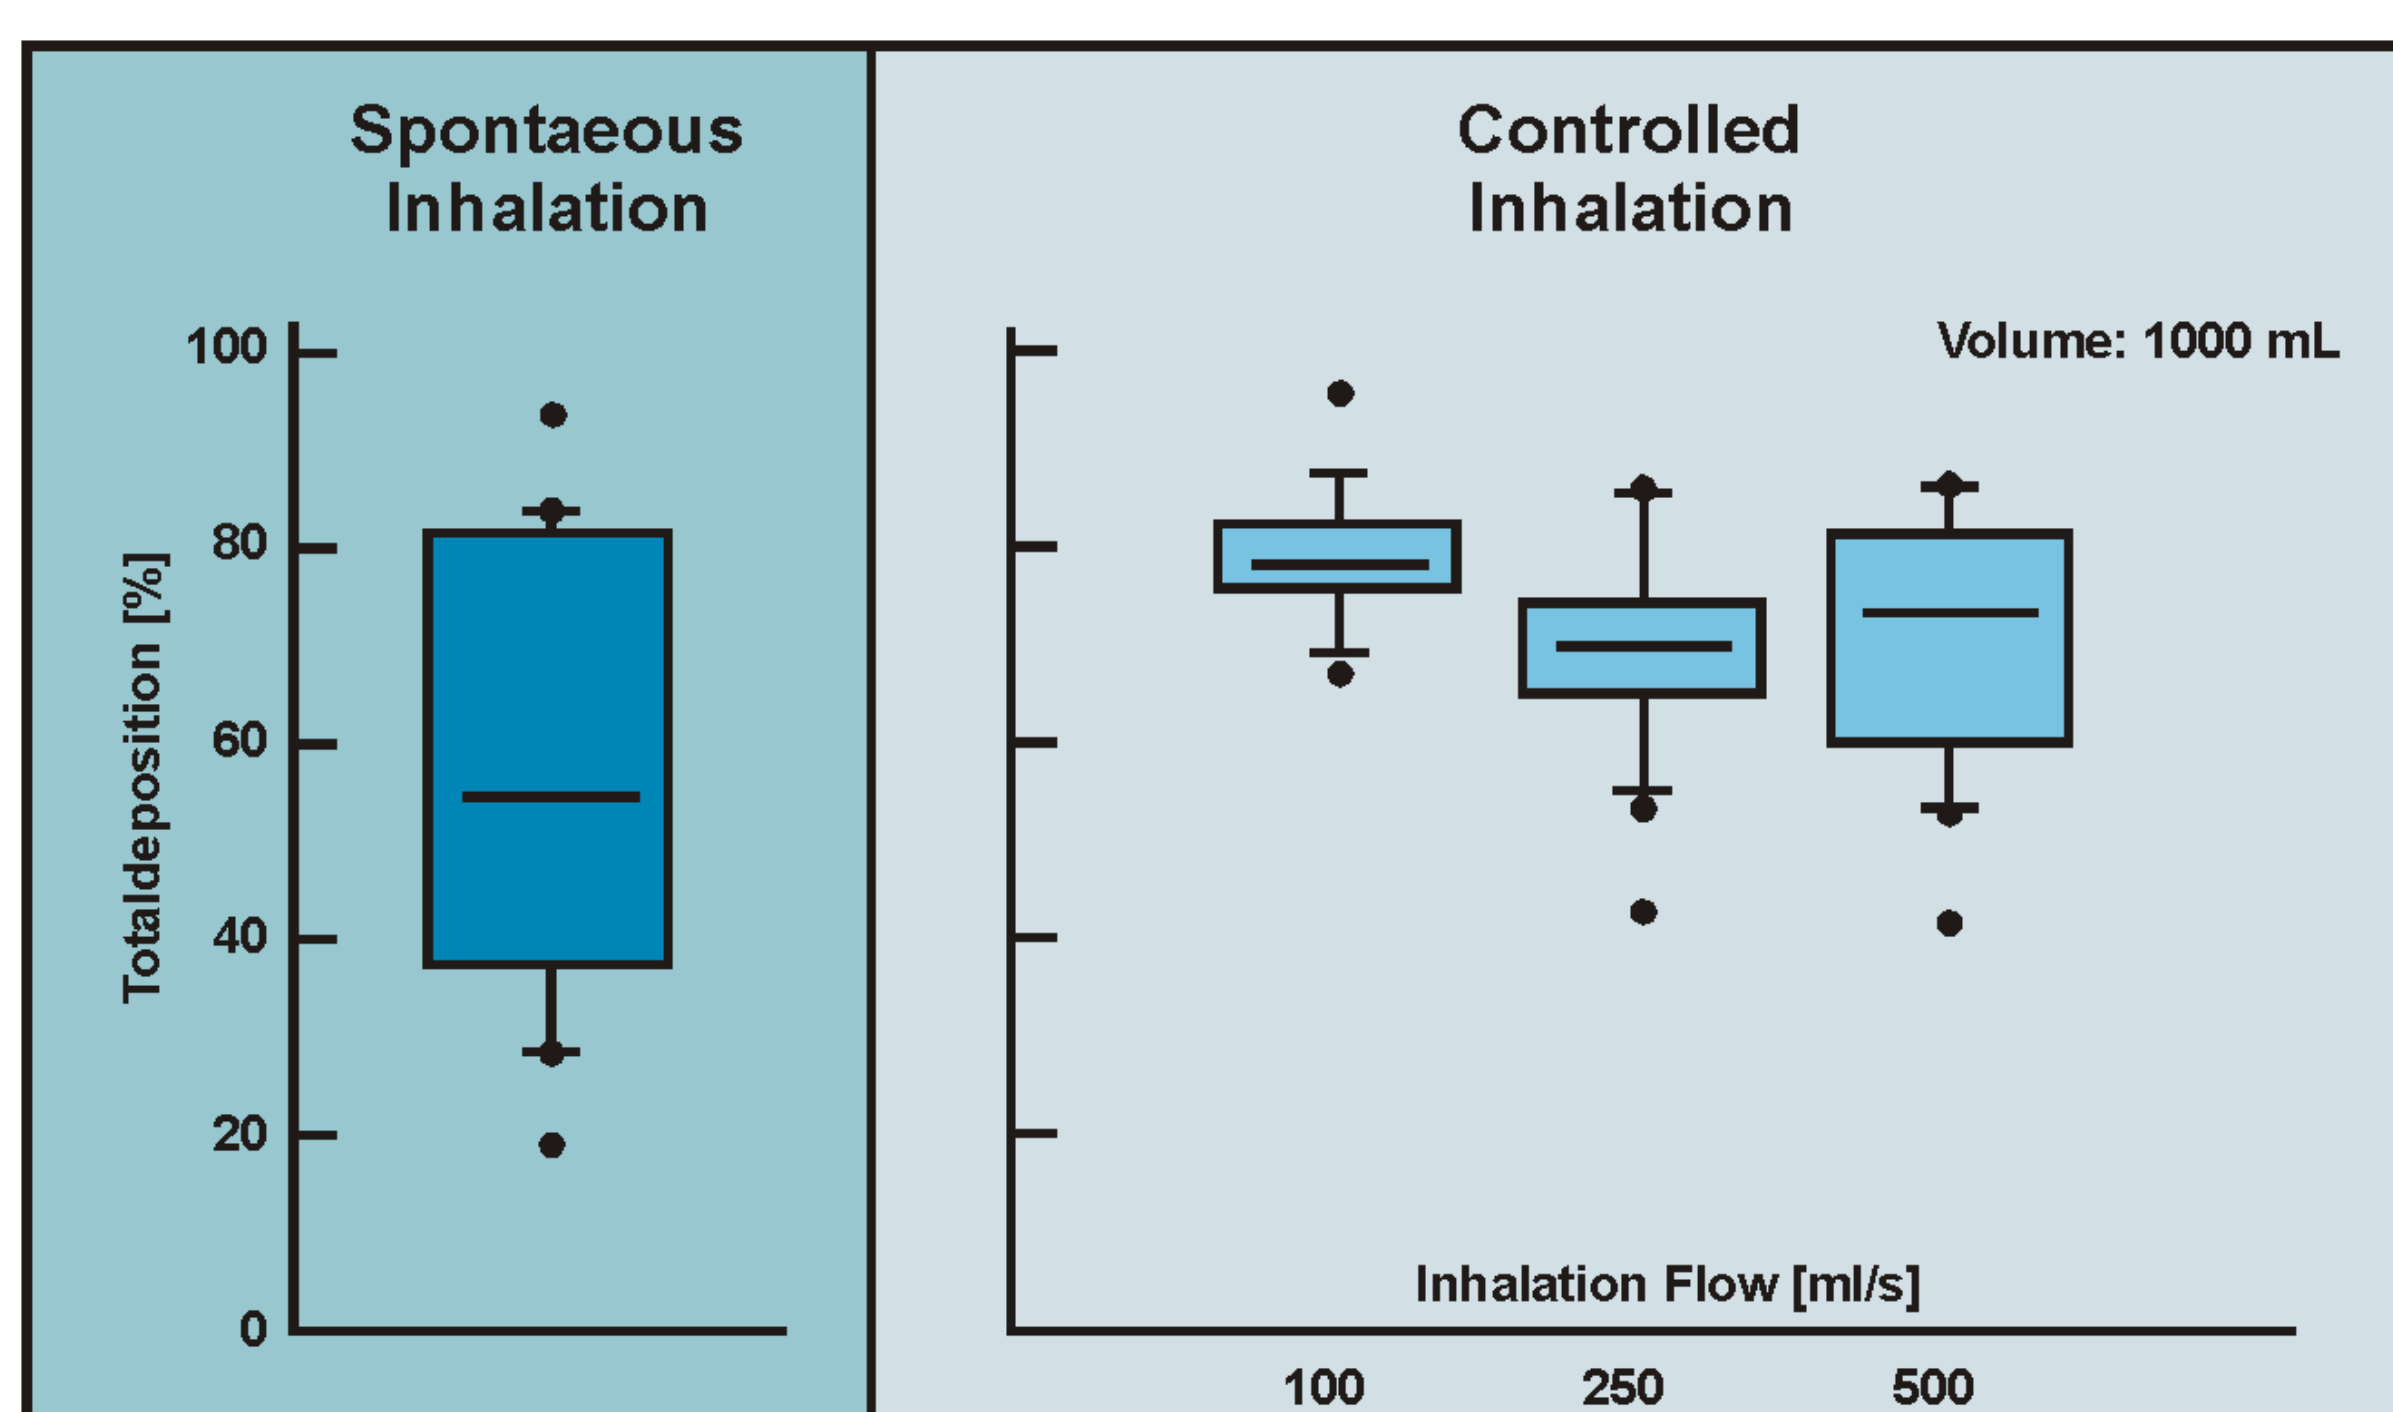 Spontaeous
Inhalation
Controlled
Inhalation
Volume: 1000 mL
Totaldeposition [%]
100
80
60
40
20
0
Inhalation Flow [ml/s]
100
250
500